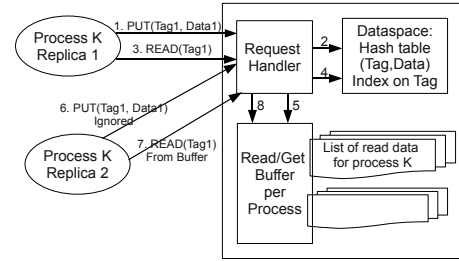 Process K
Replica 1
1. PUT(Tag1, Data1)
3. READ(Tag1)
Request
Handler
2
4
Dataspace:
Hash table
(Tag,Data)
Index on Tag
6. PUT(Tag1, Data1)
Ignored
7. READ(Tag1)
From Buffer
8
5
Process K
Replica 2
Read/Get
Buffer
per
Process
List of read data
for process K